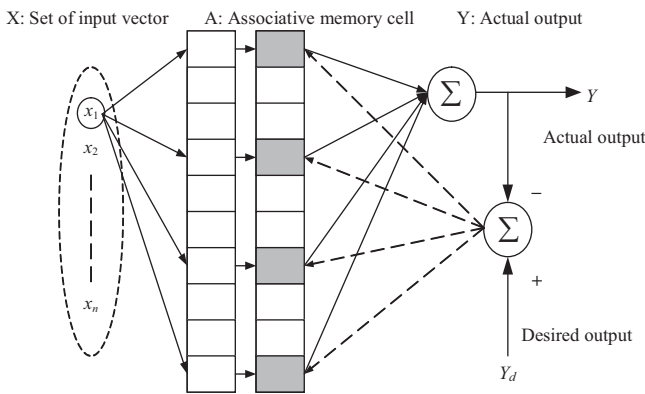 X: Set of input vector
A: Associative memory cell
Y: Actual output
x1
x2
xn
Σ
Y
Actual output
−
Σ
+
Desired output
Yd